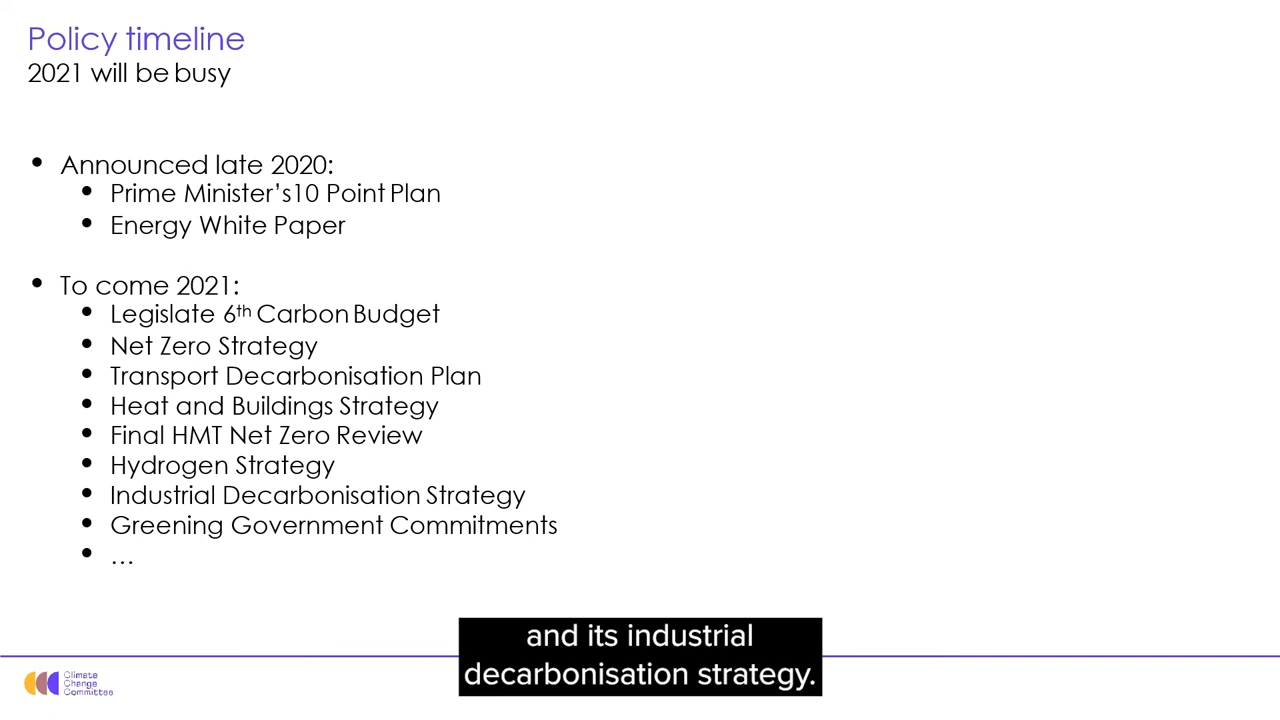 Policy timeline
2021 will be busy
• Announced late 2020:
• Prime Minister's10 Point Plan
• Energy White Paper
• To come 2021:
• Legislate 6th Carbon Budget
• Net Zero Strategy
• Transport Decarbonisation Plan
• Heat and Buildings Strategy
• Final HMT Net Zero Review
• Hydrogen Strategy
• Industrial Decarbonisation Strategy
• Greening Government Commitments
• ...
and its industrial
decarbonisation strategy.
Climate
Change
Committee